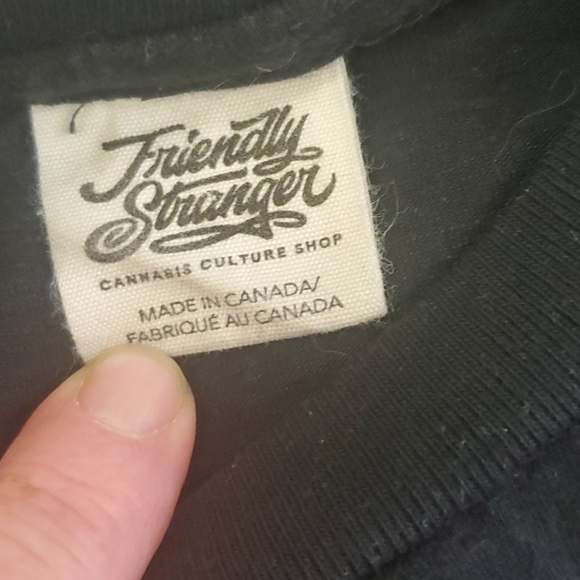 Friendly
Stranger
CANNABIS CULTURE SHOP
MADE IN CANADA/
FABRIQUÉ AU CANADA